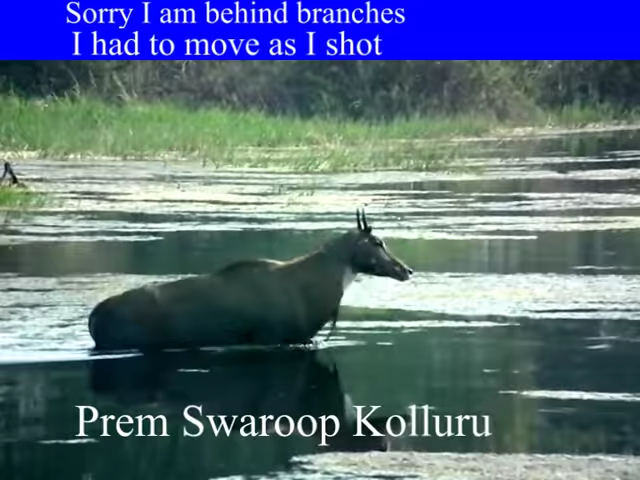 Sorry I am behind branches
I had to move as I shot
Prem Swaroop Kolluru